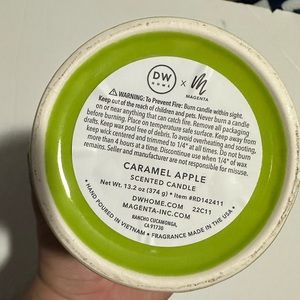 DW
HOME
x
M
MAGENTA
⚠ WARNING: To Prevent Fire: Burn candle within sight.
Keep out of the reach of children and pets. Never burn a candle
on or near anything that can catch fire. Remove all packaging
before burning. Place on temperature safe surface. Keep away from
drafts. Keep wax pool free of debris. To avoid overheating and sooting,
keep wick centered and trimmed to 1/4" at all times. Do not burn
more than 4 hours at a time. Discontinue use when 1/4" of wax
remains. Seller and manufacturer are not responsible for misuse.
CARAMEL APPLE
SCENTED CANDLE
Net Wt. 13.2 oz (374 g) * Item #RD142411
DWHOME.COM 22C11
MAGENTA-INC.COM
RANCHO CUCAMONGA,
CA 91730
• HAND POURED IN VIETNAM • FRAGRANCE MADE IN THE USA •